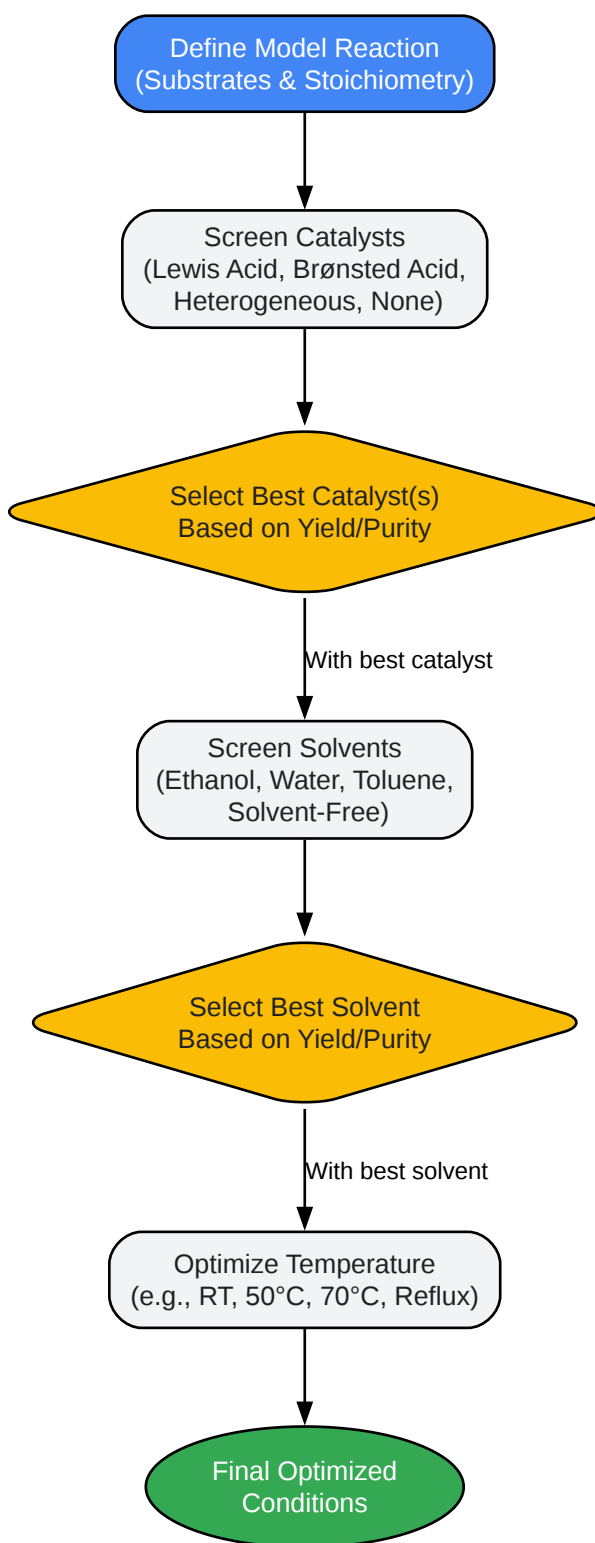 Define Model Reaction
(Substrates & Stoichiometry)
Screen Catalysts
(Lewis Acid, Brønsted Acid,
Heterogeneous, None)
Select Best Catalyst(s)
Based on Yield/Purity
With best catalyst
Screen Solvents
(Ethanol, Water, Toluene,
Solvent-Free)
Select Best Solvent
Based on Yield/Purity
With best solvent
Optimize Temperature
(e.g., RT, 50°C, 70°C, Reflux)
Final Optimized
Conditions